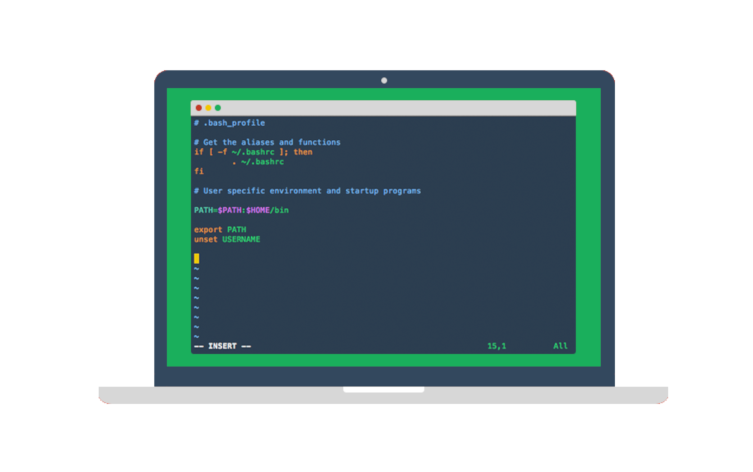 # .bash_profile
# Get the aliases and functions
if [ -f ~/.bashrc ]; then
        . ~/.bashrc
fi
# User specific environment and startup programs
PATH=$PATH:$HOME/bin
export PATH
unset USERNAME
~
~
~
~
~
~
~
~
-- INSERT --                                                  15,1          All